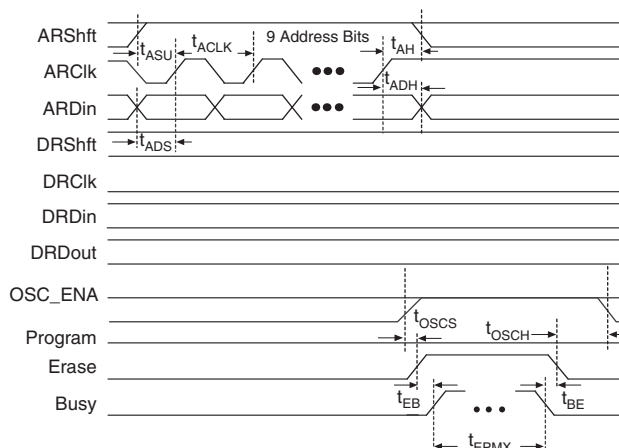 ARShft
9 Address Bits
tASU
tACLK
tAH
ARClk
tADH
ARDin
DRShft
tADS
DRClk
DRDin
DRDout
OSC_ENA
tOSCS
tOSCH
Program
Erase
tEB
tBE
Busy
tEPMX